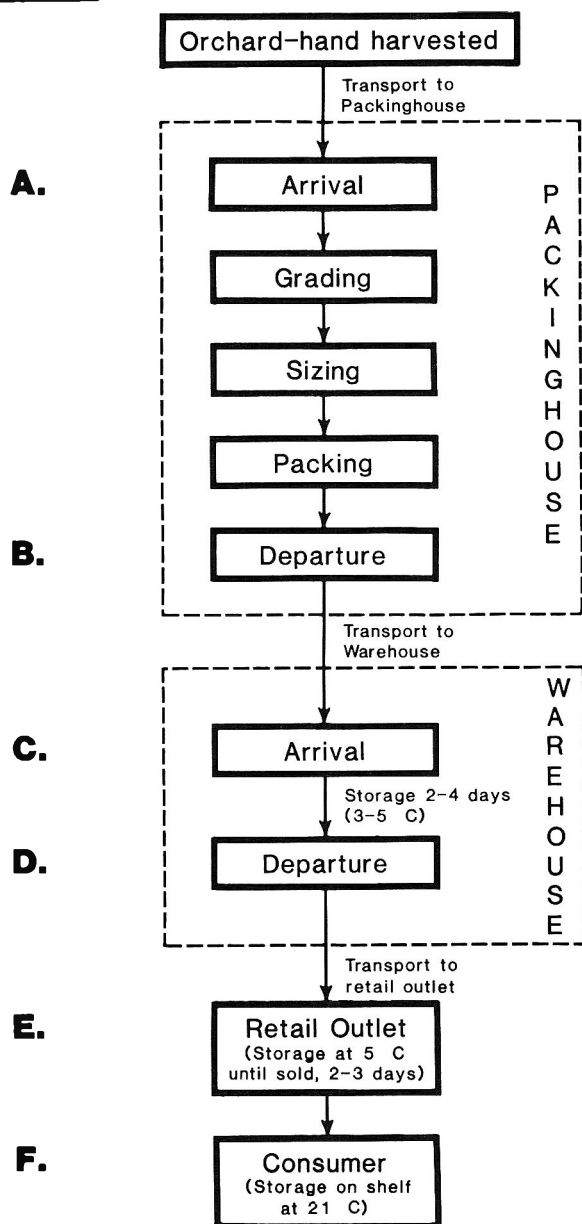 Orchard-hand harvested
Transport to
Packinghouse
A.
Arrival
PACKINGHOUSE
Grading
Sizing
Packing
B.
Departure
Transport to
Warehouse
WAREHOUSE
C.
Arrival
Storage 2-4 days
(3-5 C)
D.
Departure
Transport to
retail outlet
E.
Retail Outlet
(Storage at 5 C
until sold, 2-3 days)
F.
Consumer
(Storage on shelf
at 21 C)